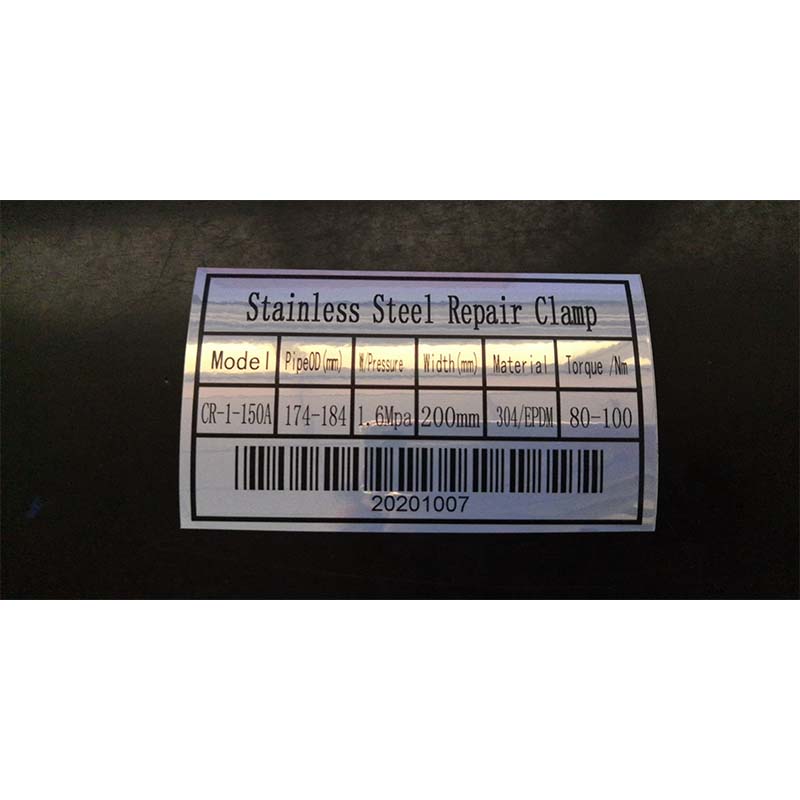 Stainless Steel Repair Clamp
Model PipeOD(mm) W/Pressure Width(mm) Material Torque /Nm
CR-1-150A 174-184 1.6Mpa 200mm 304/EPDM 80-100
20201007